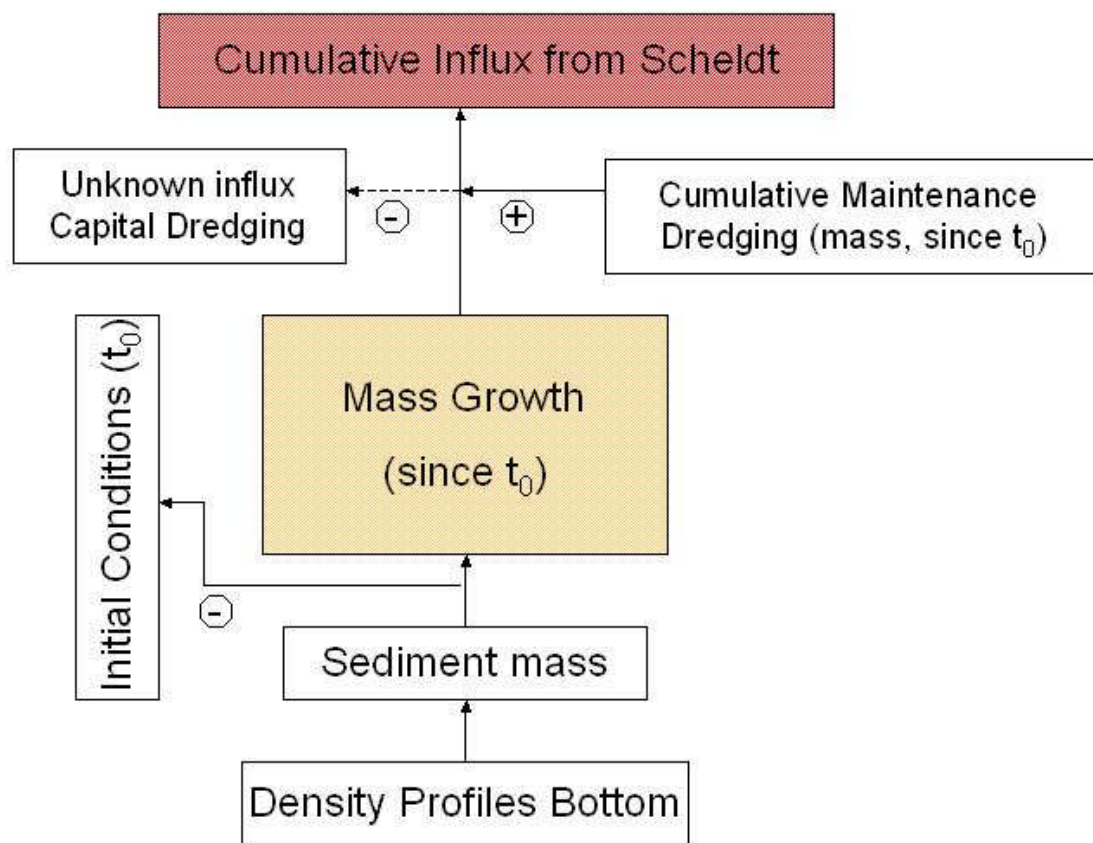 Cumulative Influx from Scheldt
Unknown influx
Capital Dredging
-
+
Cumulative Maintenance
Dredging (mass, since t₀)
Initial Conditions (t₀)
Mass Growth
(since t₀)
-
Sediment mass
Density Profiles Bottom